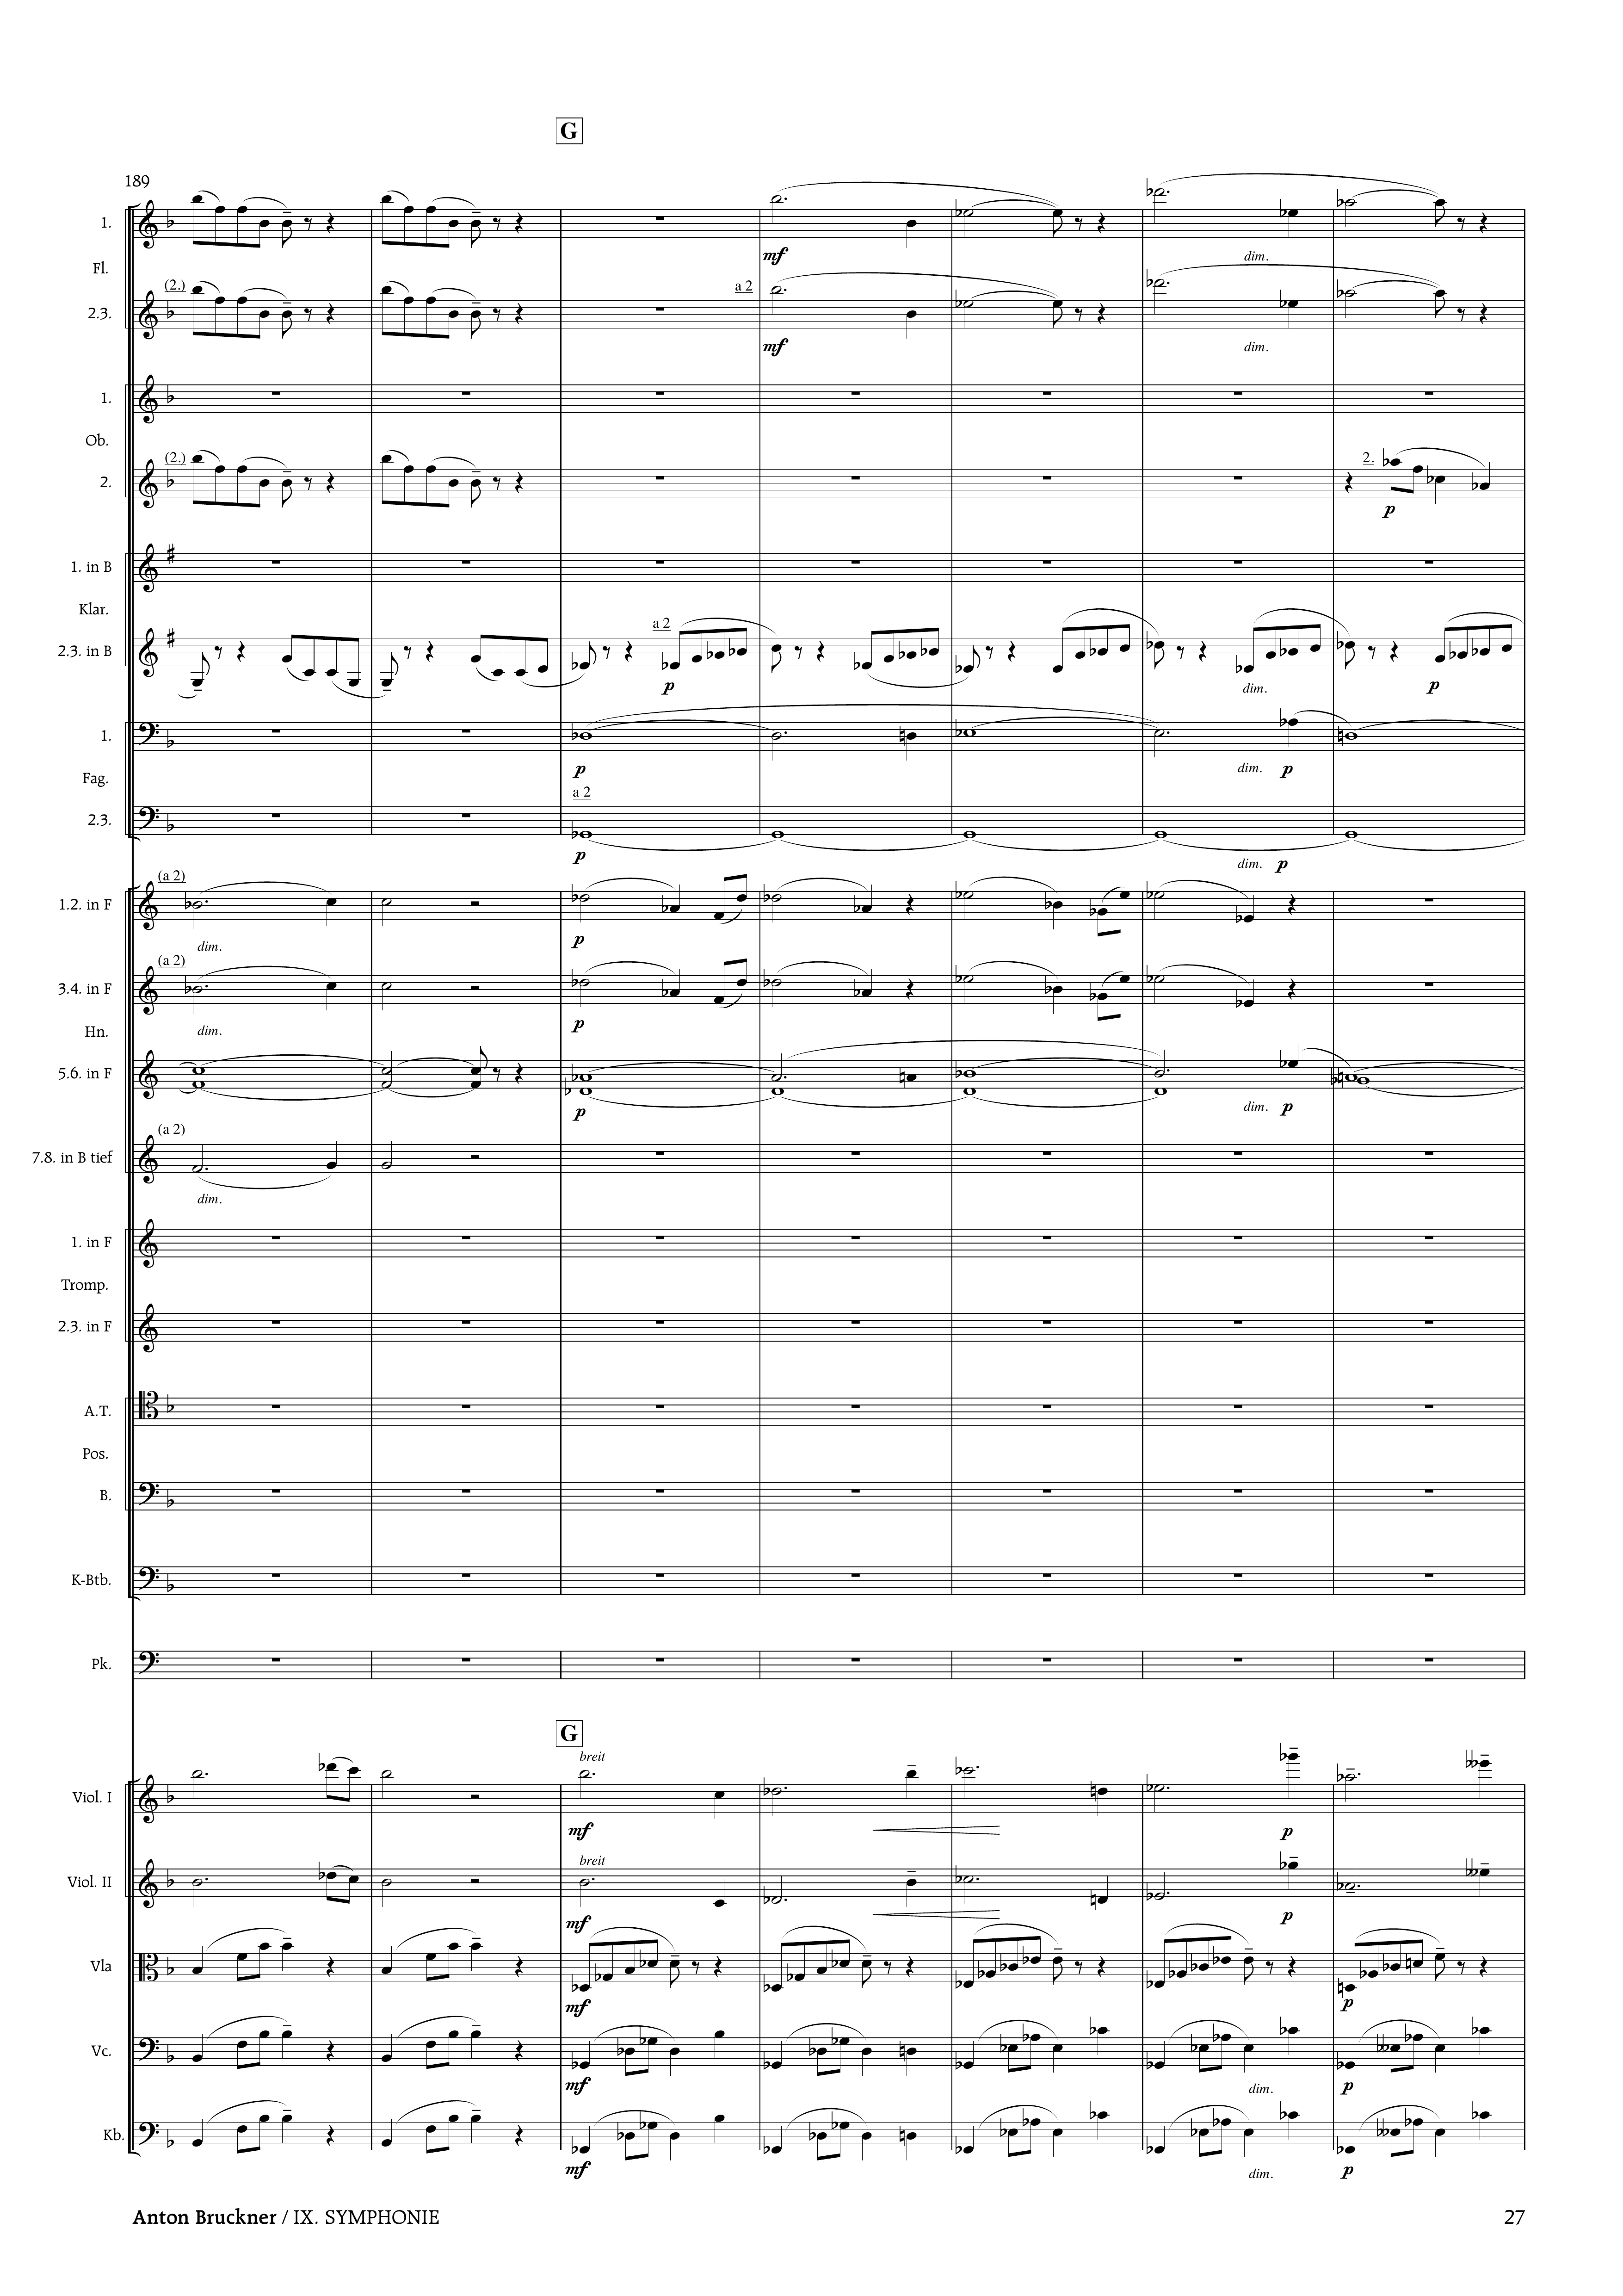 G
189
1.
Fl.
(2.)
a 2
2.3.
mf
dim.
mf
dim.
1.
Ob.
(2.)
2.
2.
p
1. in B
Klar.
a 2
2.3. in B
p
dim.
p
1.
p
dim.
p
Fag.
a 2
2.3.
p
dim.
p
(a 2)
1.2. in F
dim.
p
(a 2)
3.4. in F
dim.
p
Hn.
5.6. in F
p
dim.
p
(a 2)
7.8. in B tief
dim.
1. in F
Tromp.
2.3. in F
A.T.
Pos.
B.
K-Btb.
Pk.
G
breit
Viol. I
mf
p
breit
Viol. II
mf
p
Vla
mf
p
Vc.
mf
dim.
p
Kb.
mf
dim.
p
Anton Bruckner / IX. SYMPHONIE
27